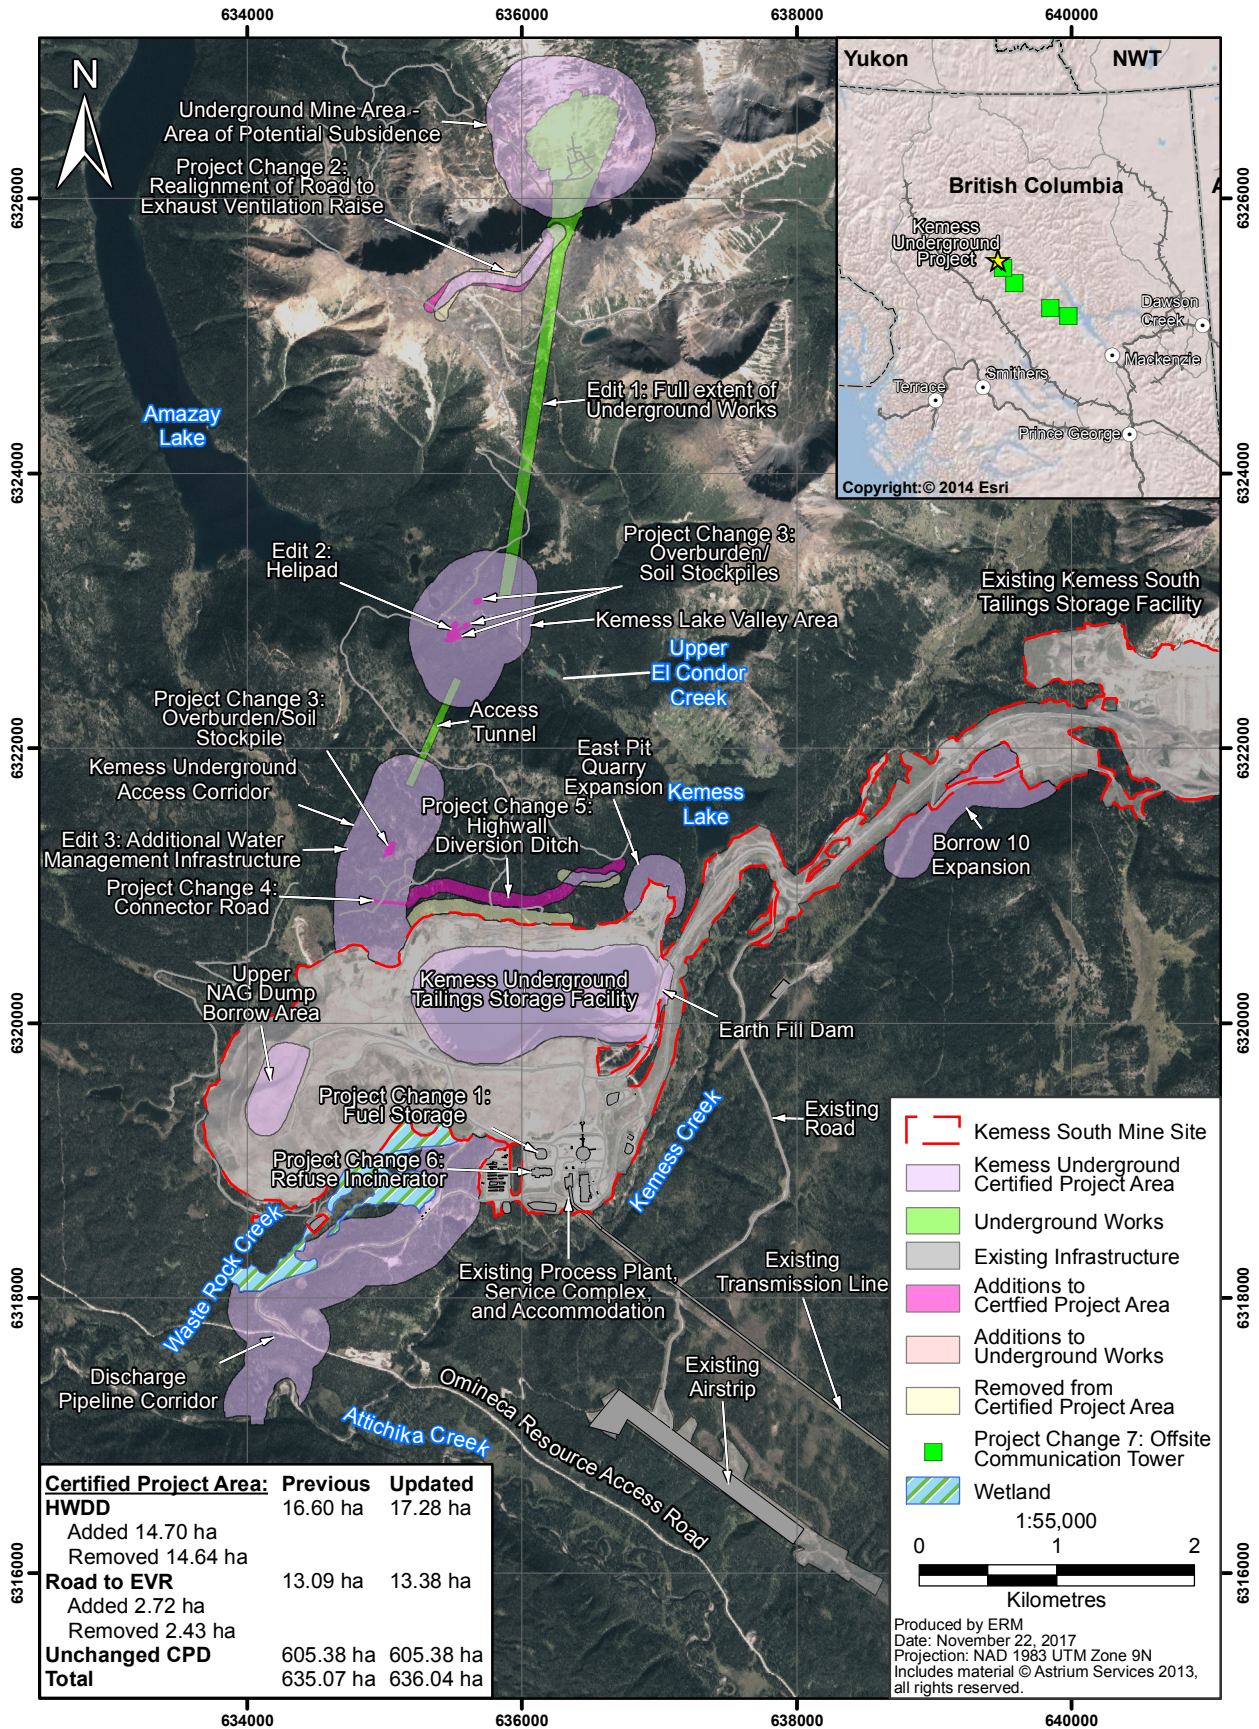 634000
636000
638000
640000
6326000
6324000
6322000
6320000
6318000
6316000
6326000
6324000
6322000
6320000
6318000
6316000
634000
636000
638000
640000
N
Underground Mine Area -
Area of Potential Subsidence
Project Change 2:
Realignment of Road to
Exhaust Ventilation Raise
Amazay
Lake
Edit 1: Full extent of
Underground Works
Edit 2:
Helipad
Project Change 3:
Overburden/
Soil Stockpiles
Kemess Lake Valley Area
Upper
El Condor
Creek
Existing Kemess South
Tailings Storage Facility
Project Change 3:
Overburden/Soil
Stockpile
Access
Tunnel
East Pit
Quarry
Expansion
Kemess
Lake
Kemess Underground
Access Corridor
Project Change 5:
Highwall
Diversion Ditch
Edit 3: Additional Water
Management Infrastructure
Borrow 10
Expansion
Project Change 4:
Connector Road
Upper
NAG Dump
Borrow Area
Kemess Underground
Tailings Storage Facility
Earth Fill Dam
Project Change 1:
Fuel Storage
Project Change 6:
Refuse Incinerator
Kemess Creek
Existing
Road
Waste Rock Creek
Existing Process Plant,
Service Complex,
and Accommodation
Existing
Transmission Line
Discharge
Pipeline Corridor
Attichika Creek
Omineca Resource Access Road
Existing
Airstrip
Yukon
NWT
British Columbia
A
Kemess
Underground
Project
Dawson
Creek
Mackenzie
Smithers
Terrace
Prince George
Copyright:© 2014 Esri
Kemess South Mine Site
Kemess Underground
Certified Project Area
Underground Works
Existing Infrastructure
Additions to
Certfied Project Area
Additions to
Underground Works
Removed from
Certified Project Area
Project Change 7: Offsite
Communication Tower
Wetland
1:55,000
0 1 2
Kilometres
Produced by ERM
Date: November 22, 2017
Projection: NAD 1983 UTM Zone 9N
Includes material © Astrium Services 2013,
all rights reserved.
Certified Project Area: Previous Updated
HWDD 16.60 ha 17.28 ha
Added 14.70 ha
Removed 14.64 ha
Road to EVR 13.09 ha 13.38 ha
Added 2.72 ha
Removed 2.43 ha
Unchanged CPD 605.38 ha 605.38 ha
Total 635.07 ha 636.04 ha